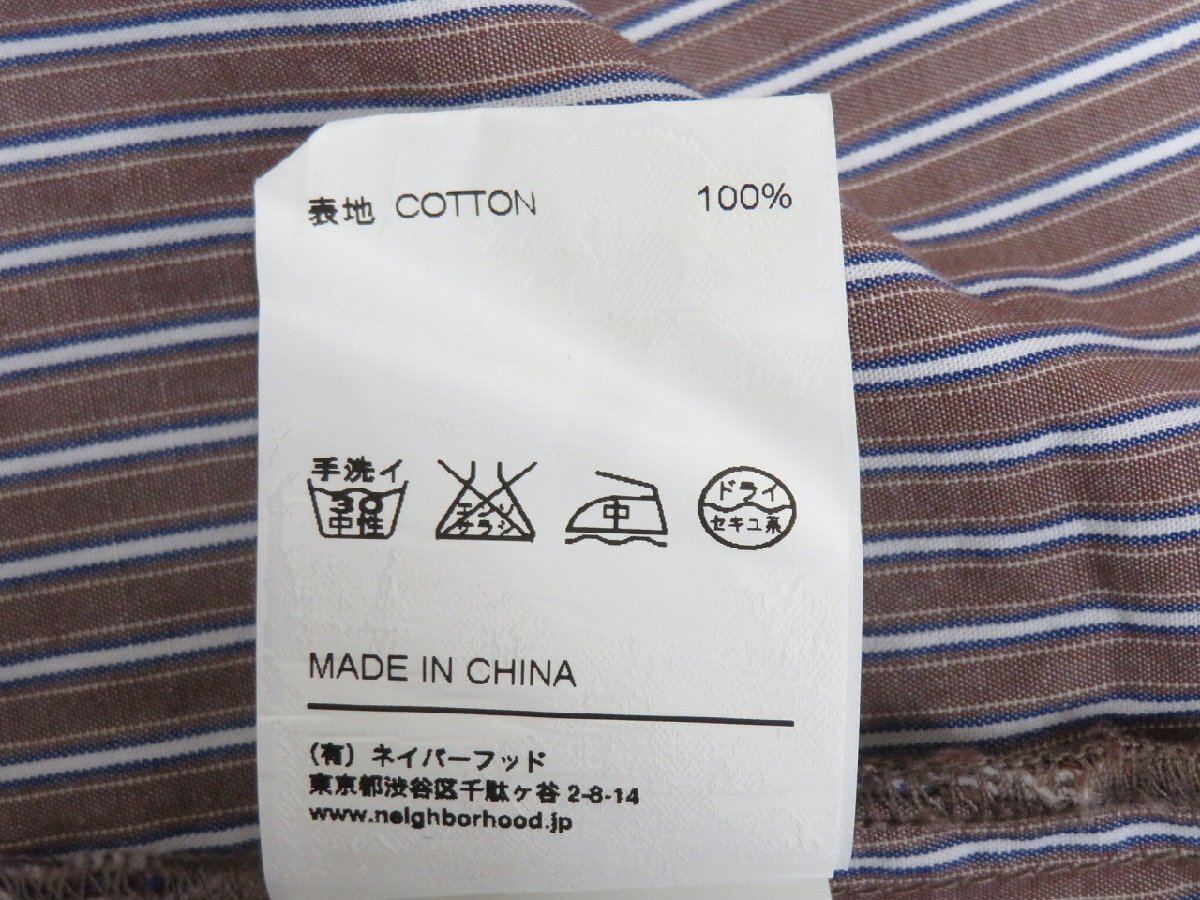 表地 COTTON 100%
手洗イ
30
中性
エンソ
サラシ
中
ドライ
セキユ系
MADE IN CHINA
(有) ネイバーフッド
東京都渋谷区千駄ヶ谷 2-8-14
www.neighborhood.jp